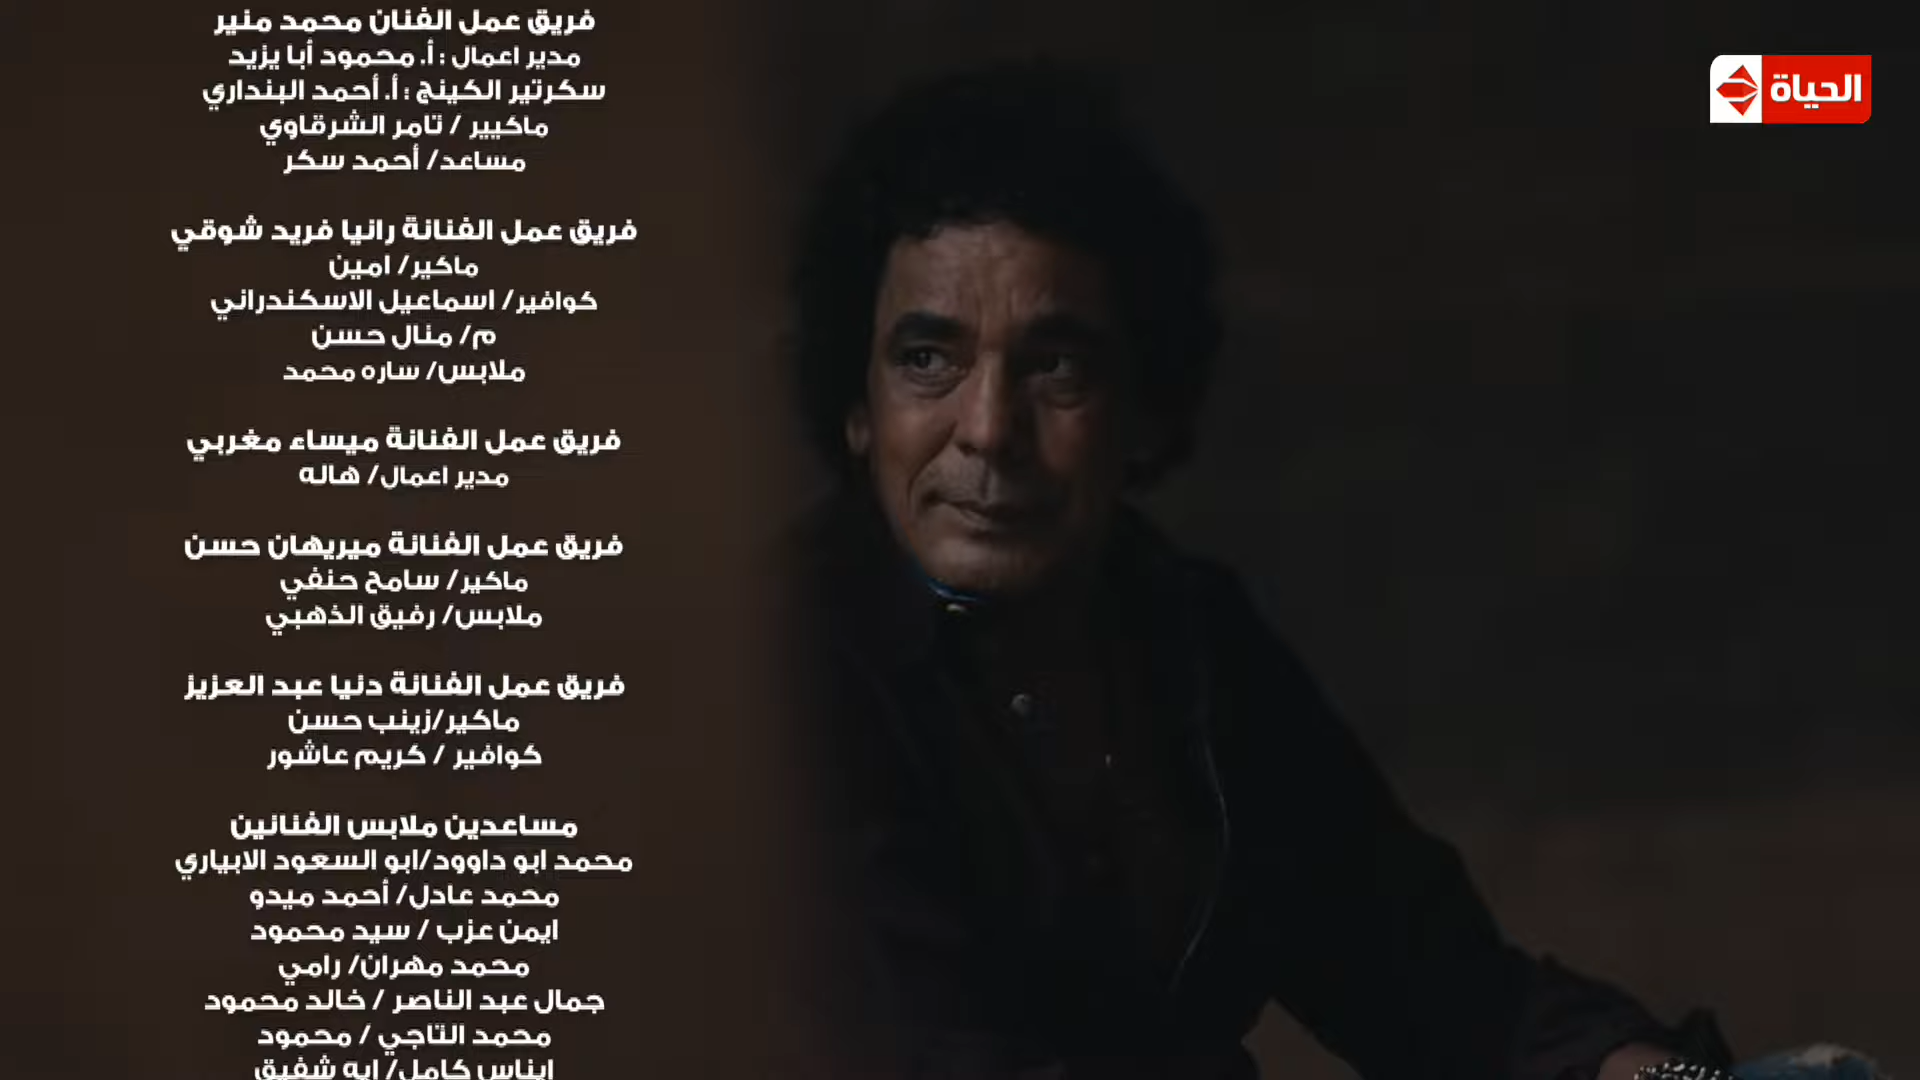 فريق عمل الفنان محمد منير
مدير اعمال : أ. محمود أبا يزيد
سكرتير الكينج : أ. أحمد البنداري
ماكيير / تامر الشرقاوي
مساعد/ أحمد سكر
فريق عمل الفنانة رانيا فريد شوقي
ماكير/ امين
كوافير/ اسماعيل الاسكندراني
م/ منال حسن
ملابس/ ساره محمد
فريق عمل الفنانة ميساء مغربي
مدير اعمال/ هاله
فريق عمل الفنانة ميريهان حسن
ماكير/ سامح حنفي
ملابس/ رفيق الذهبي
فريق عمل الفنانة دنيا عبد العزيز
ماكير/زينب حسن
كوافير / كريم عاشور
مساعدين ملابس الفنانين
محمد ابو داوود/ابو السعود الابياري
محمد عادل/ أحمد ميدو
ايمن عزب / سيد محمود
محمد مهران/ رامي
جمال عبد الناصر / خالد محمود
محمد التاجي / محمود
ايناس كامل/ ايه شفيق
الحياة